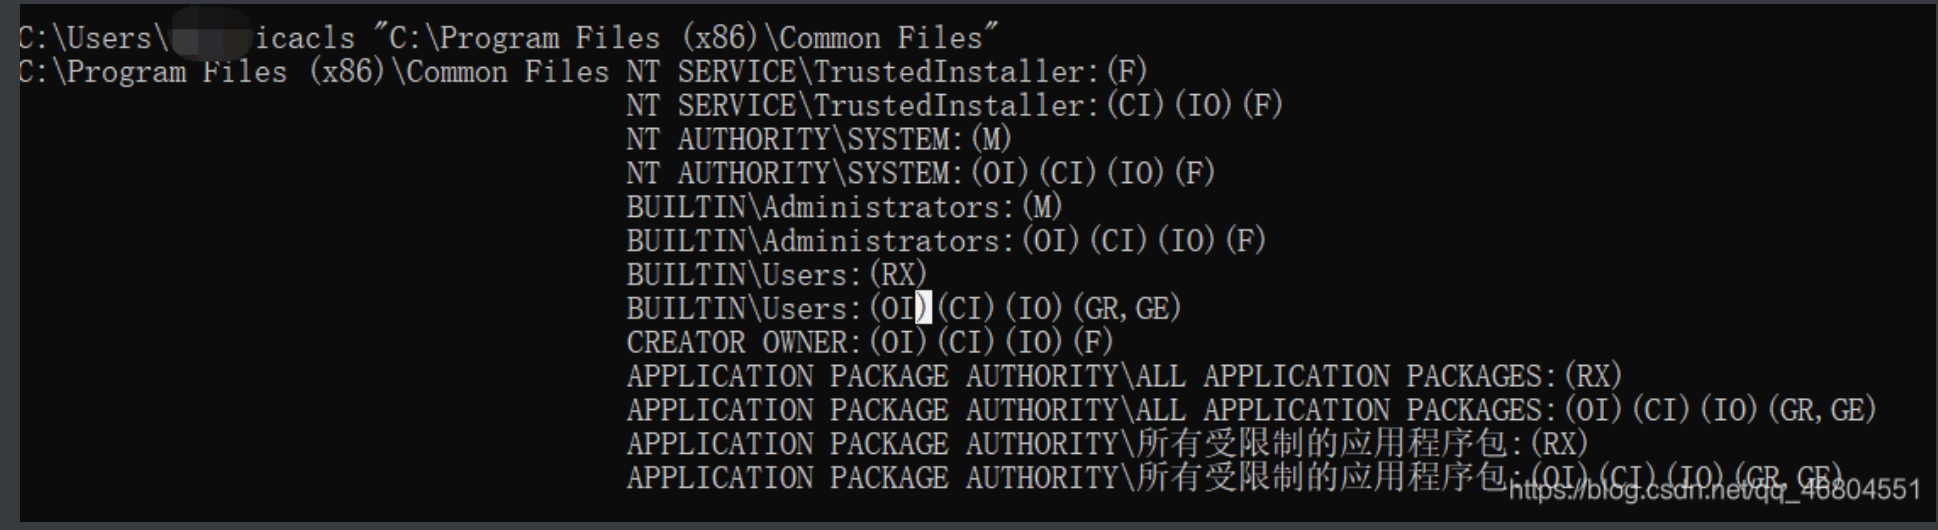 C:\Users\ icacls "C:\Program Files (x86)\Common Files"
C:\Program Files (x86)\Common Files NT SERVICE\TrustedInstaller:(F)
NT SERVICE\TrustedInstaller:(CI)(IO)(F)
NT AUTHORITY\SYSTEM:(M)
NT AUTHORITY\SYSTEM:(OI)(CI)(IO)(F)
BUILTIN\Administrators:(M)
BUILTIN\Administrators:(OI)(CI)(IO)(F)
BUILTIN\Users:(RX)
BUILTIN\Users:(OI)(CI)(IO)(GR,GE)
CREATOR OWNER:(OI)(CI)(IO)(F)
APPLICATION PACKAGE AUTHORITY\ALL APPLICATION PACKAGES:(RX)
APPLICATION PACKAGE AUTHORITY\ALL APPLICATION PACKAGES:(OI)(CI)(IO)(GR,GE)
APPLICATION PACKAGE AUTHORITY\所有受限制的应用程序包:(RX)
APPLICATION PACKAGE AUTHORITY\所有受限制的应用程序包:(OI)(CI)(IO)(GR,GE)
https://blog.csdn.net/qq_46804551